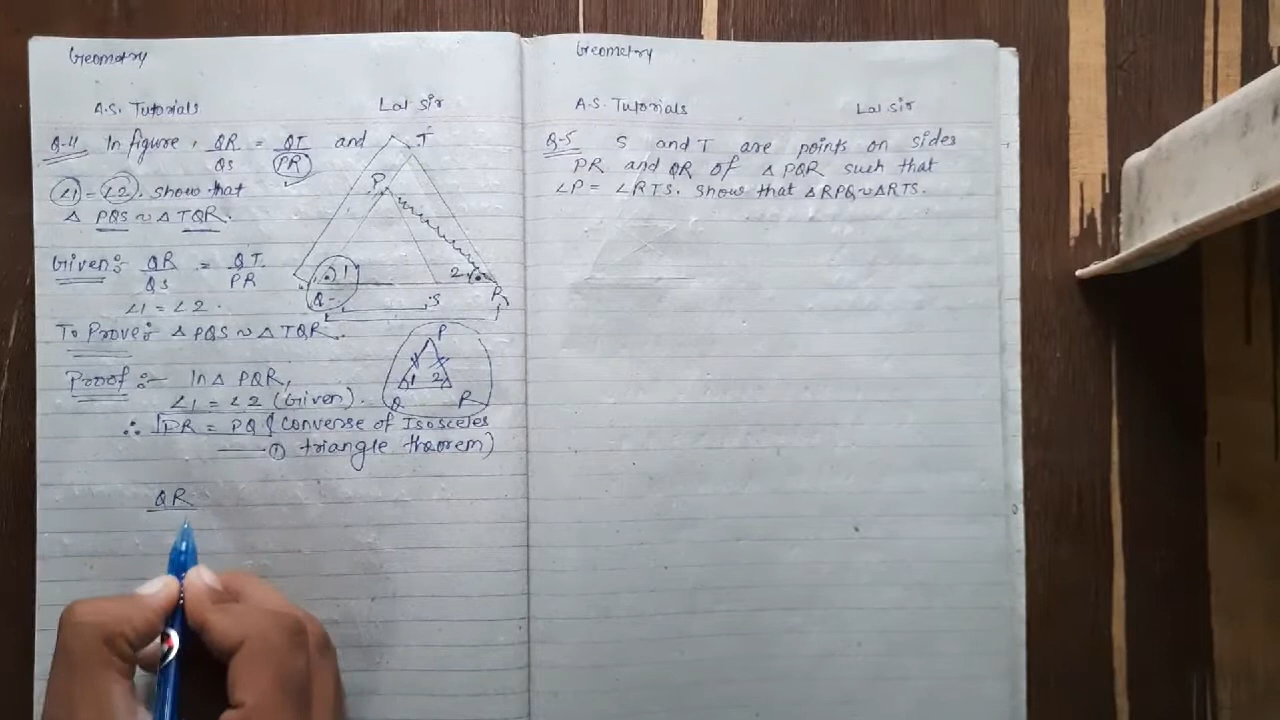 Geometry
A.S. Tutorials Lal Sir
Q-4 In figure, QR/QS = QT/PR and
∠1 = ∠2. Show that
Δ PQS ~ Δ TQR.
Given:- QR/QS = QT/PR
∠1 = ∠2.
To Prove:- Δ PQS ~ Δ TQR.
Proof :- In Δ PQR,
∠1 = ∠2 (Given).
∴ PR = PQ (Converse of Isosceles
—— ① triangle theorem)
QR
T
P
1
2
Q
S
R
P
1 2
Q R
Geometry
A.S. Tutorials Lal Sir
Q-5 S and T are points on sides
PR and QR of Δ PQR such that
∠P = ∠RTS. Show that ΔRPQ ~ ΔRTS.